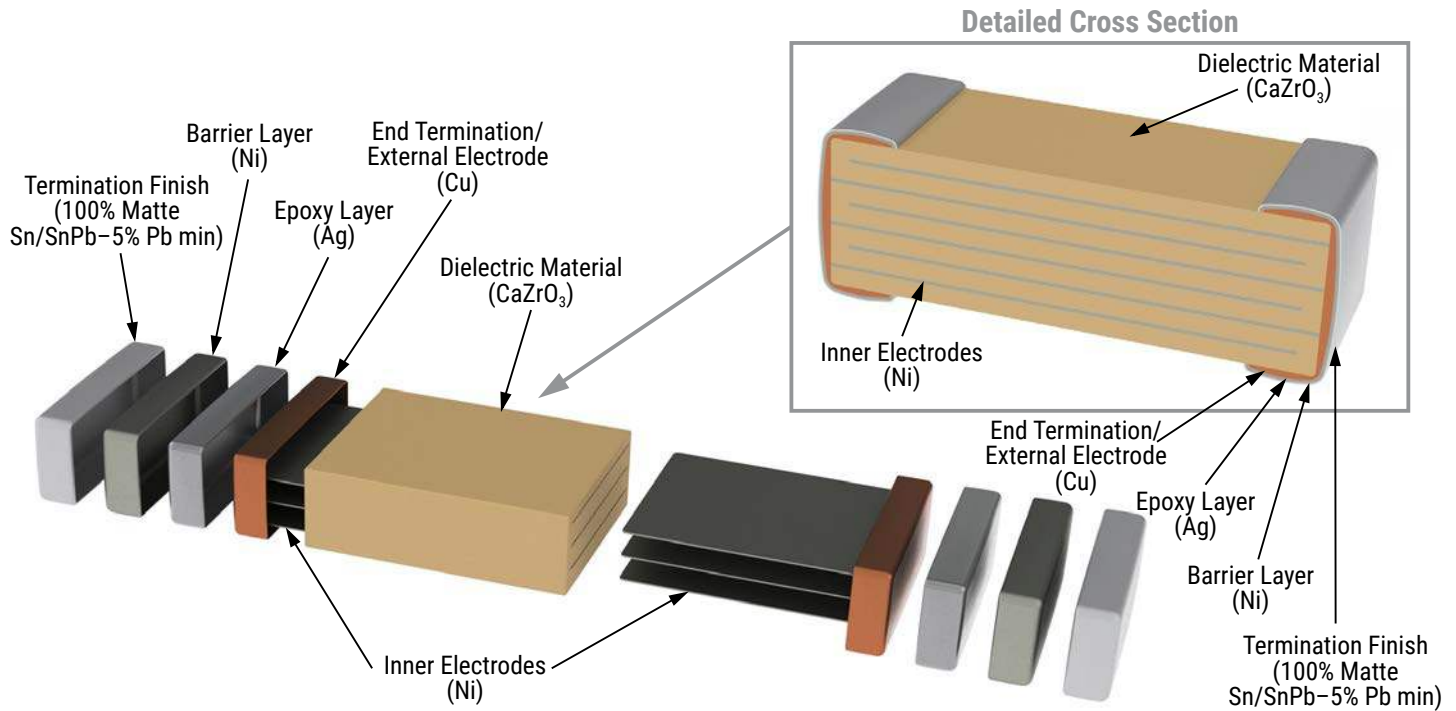 Detailed Cross Section
Dielectric Material
(CaZrO₃)
Inner Electrodes
(Ni)
End Termination/
External Electrode
(Cu)
Epoxy Layer
(Ag)
Barrier Layer
(Ni)
Termination Finish
(100% Matte
Sn/SnPb–5% Pb min)
Termination Finish
(100% Matte
Sn/SnPb–5% Pb min)
Barrier Layer
(Ni)
Epoxy Layer
(Ag)
End Termination/
External Electrode
(Cu)
Dielectric Material
(CaZrO₃)
Inner Electrodes
(Ni)